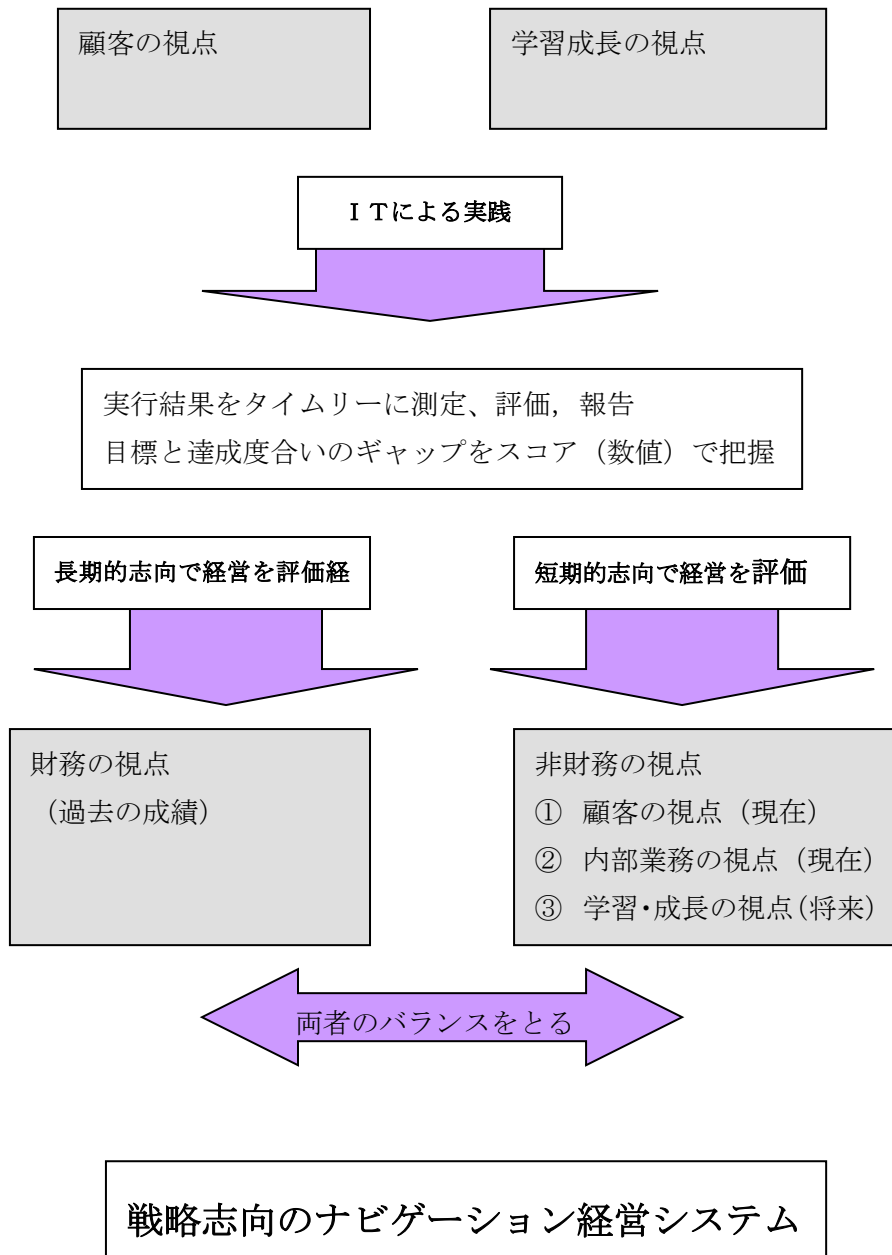 顧客の視点
学習成長の視点
ＩＴによる実践
実行結果をタイムリーに測定、評価，報告
目標と達成度合いのギャップをスコア（数値）で把握
長期的志向で経営を評価経
短期的志向で経営を評価
財務の視点
（過去の成績）
非財務の視点
① 顧客の視点（現在）
② 内部業務の視点（現在）
③ 学習・成長の視点（将来）
両者のバランスをとる
戦略志向のナビゲーション経営システム